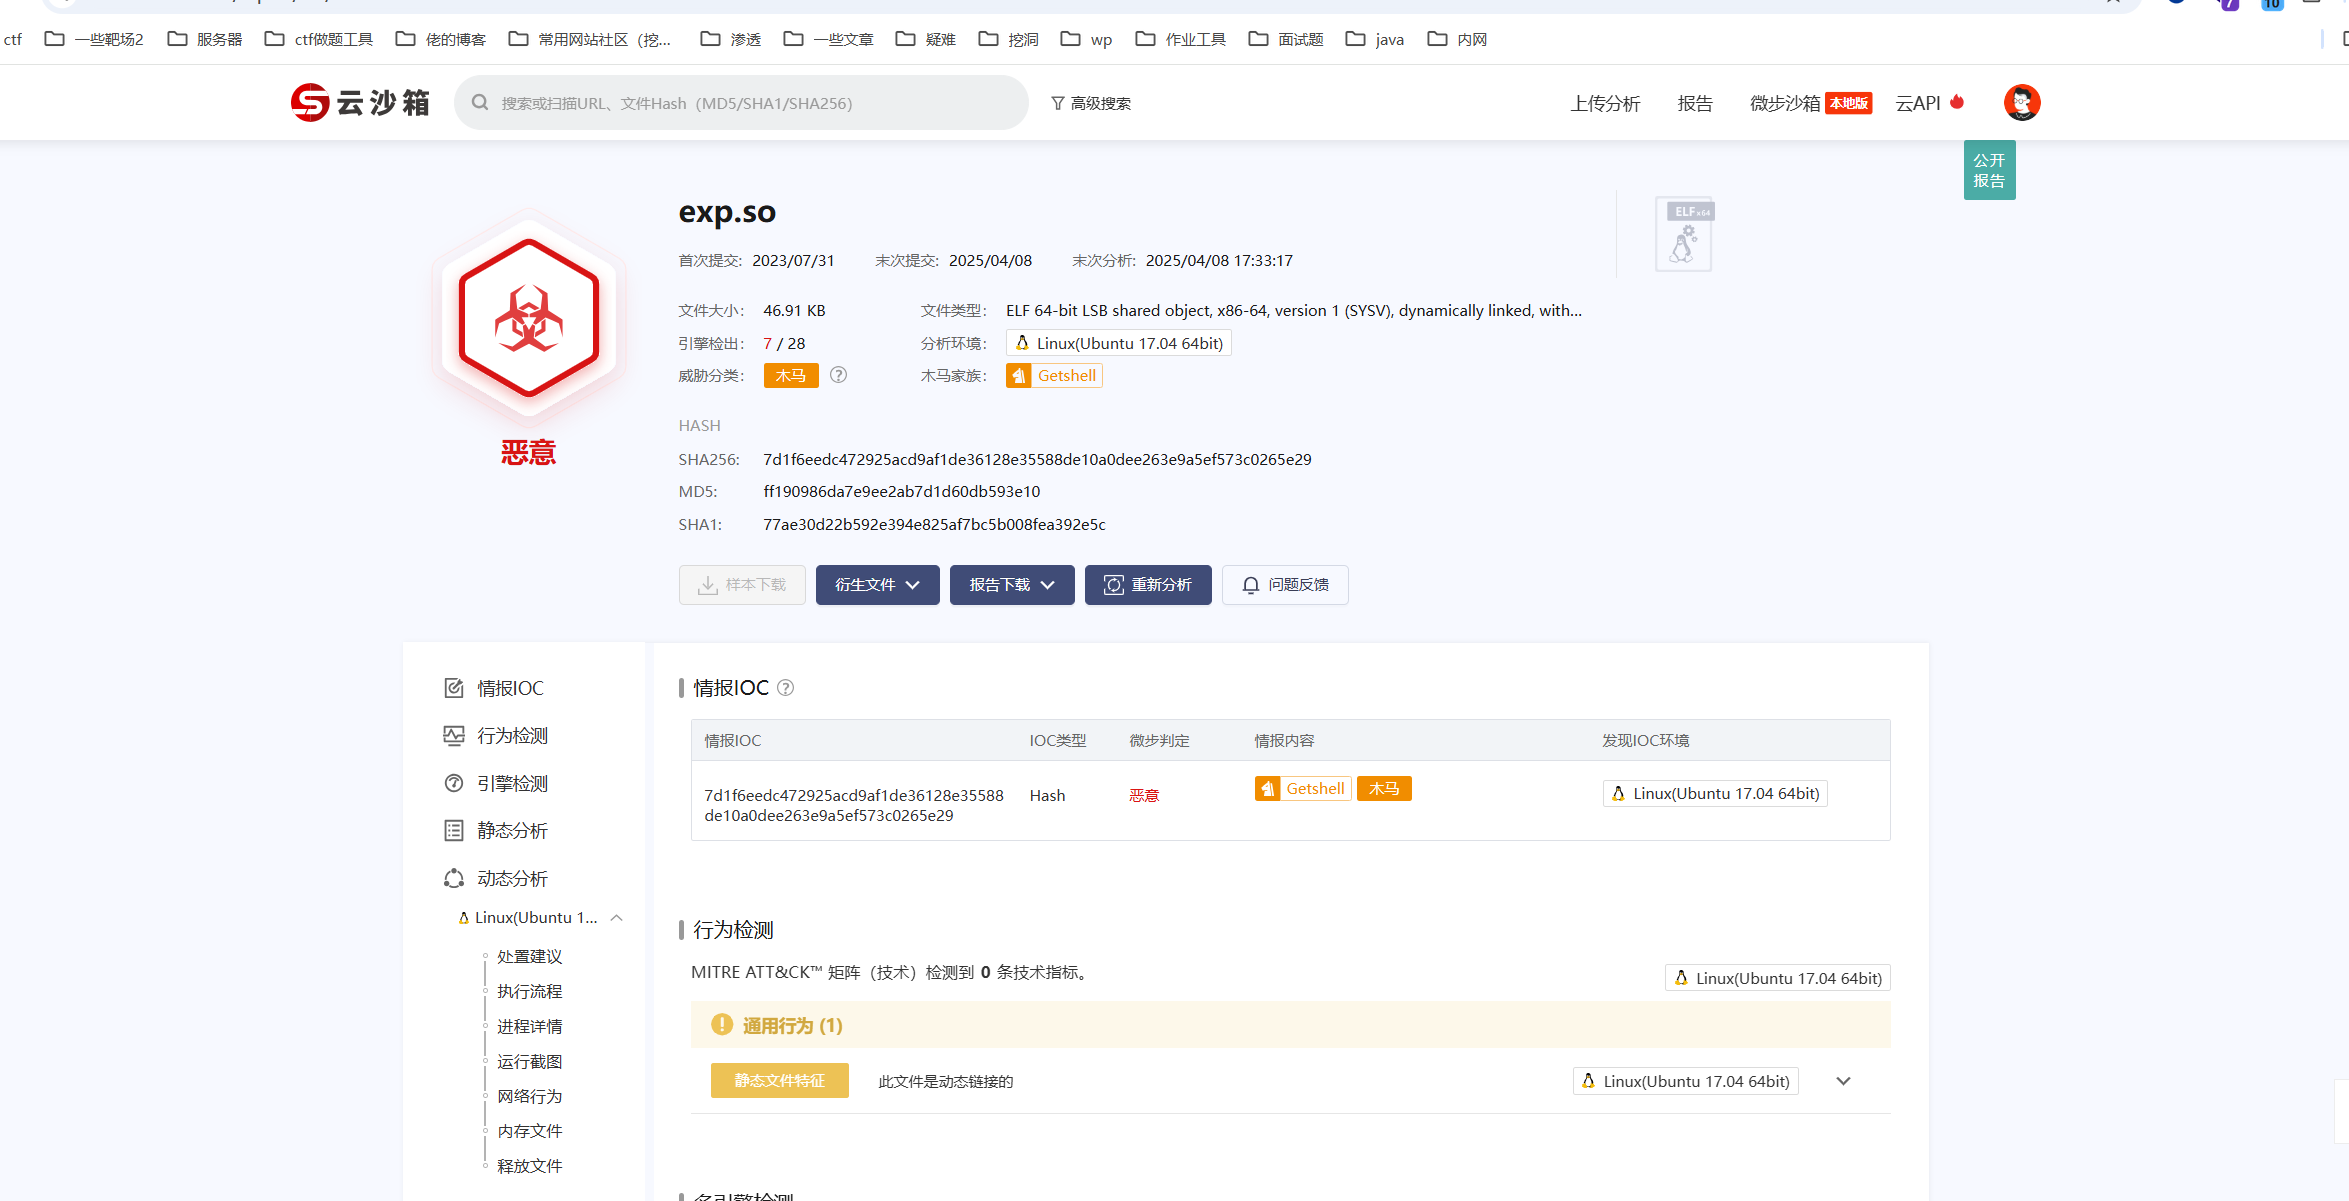 7
10
ctf 一些靶场2 服务器 ctf做题工具 佬的博客 常用网站社区（挖... 渗透 一些文章 疑难 挖洞 wp 作业工具 面试题 java 内网
S 云沙箱 搜索或扫描URL、文件Hash（MD5/SHA1/SHA256） 高级搜索 上传分析 报告 微步沙箱 本地版 云API
公开
报告
exp.so
ELF x64
首次提交: 2023/07/31 末次提交: 2025/04/08 末次分析: 2025/04/08 17:33:17
文件大小: 46.91 KB 文件类型: ELF 64-bit LSB shared object, x86-64, version 1 (SYSV), dynamically linked, with...
引擎检出: 7 / 28 分析环境: Linux(Ubuntu 17.04 64bit)
威胁分类: 木马 ? 木马家族: Getshell
恶意
HASH
SHA256: 7d1f6eedc472925acd9af1de36128e35588de10a0dee263e9a5ef573c0265e29
MD5: ff190986da7e9ee2ab7d1d60db593e10
SHA1: 77ae30d22b592e394e825af7bc5b008fea392e5c
样本下载 衍生文件 报告下载 重新分析 问题反馈
情报IOC
行为检测
引擎检测
静态分析
动态分析
Linux(Ubuntu 1...
处置建议
执行流程
进程详情
运行截图
网络行为
内存文件
释放文件
情报IOC ?
情报IOC IOC类型 微步判定 情报内容 发现IOC环境
7d1f6eedc472925acd9af1de36128e35588 Hash 恶意 Getshell 木马 Linux(Ubuntu 17.04 64bit)
de10a0dee263e9a5ef573c0265e29
行为检测
MITRE ATT&CK™ 矩阵（技术）检测到 0 条技术指标。 Linux(Ubuntu 17.04 64bit)
! 通用行为 (1)
静态文件特征 此文件是动态链接的 Linux(Ubuntu 17.04 64bit)
多引擎检测